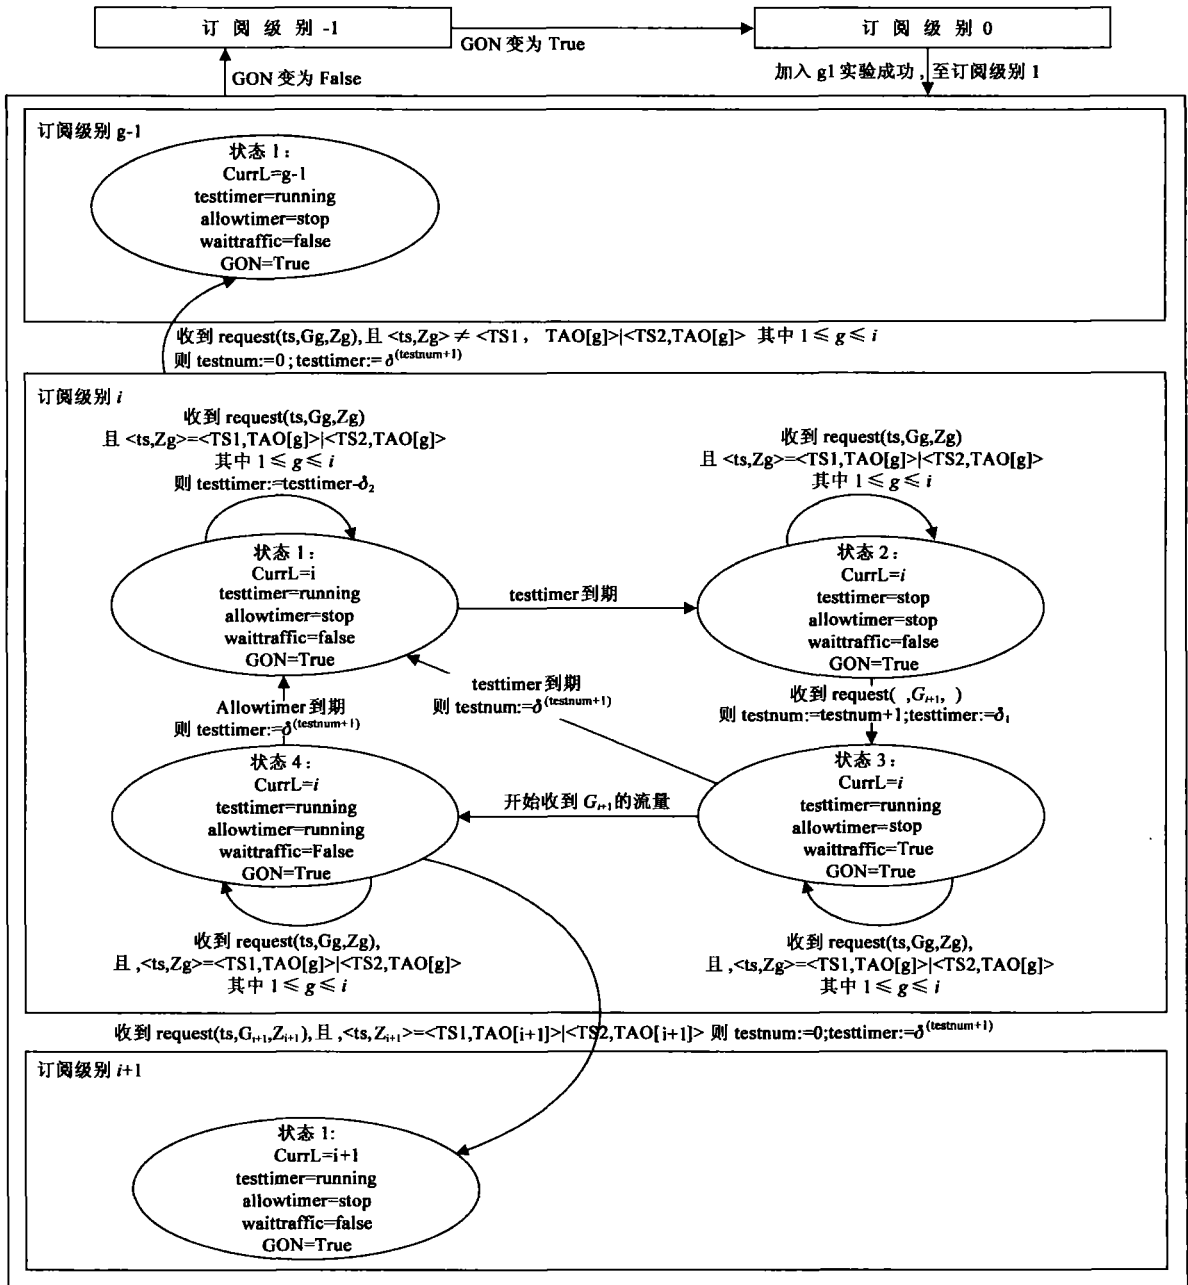 订 阅 级 别 -1
订 阅 级 别 0
GON 变为 True
GON 变为 False
加入 g1 实验成功，至订阅级别 1
订阅级别 g-1
状态 1：
CurrL=g-1
testtimer=running
allowtimer=stop
waittraffic=false
GON=True
收到 request(ts,Gg,Zg),且 <ts,Zg> ≠ <TS1， TAO[g]>|<TS2,TAO[g]> 其中 1 ≤ g ≤ i
则 testnum:=0；testtimer:= δ^(testnum+1)
订阅级别 i
收到 request(ts,Gg,Zg)
且 <ts,Zg>=<TS1,TAO[g]>|<TS2,TAO[g]>
其中 1 ≤ g ≤ i
则 testtimer:=testtimer-δ₂
收到 request(ts,Gg,Zg)
且 <ts,Zg>=<TS1,TAO[g]>|<TS2,TAO[g]>
其中 1 ≤ g ≤ i
状态 1：
CurrL=i
testtimer=running
allowtimer=stop
waittraffic=false
GON=True
testtimer 到期
状态 2：
CurrL=i
testtimer=stop
allowtimer=stop
waittraffic=false
GON=True
testtimer 到期
则 testnum:=δ^(testnum+1)
收到 request( ,G_{i+1}, )
则 testnum:=testnum+1;testtimer:=δ₁
Allowtimer 到期
则 testtimer:=δ^(testnum+1)
状态 4：
CurrL=i
testtimer=running
allowtimer=running
waittraffic=False
GON=True
开始收到 G_{i+1} 的流量
状态 3：
CurrL=i
testtimer=running
allowtimer=stop
waittraffic=True
GON=True
收到 request(ts,Gg,Zg),
且 ,<ts,Zg>=<TS1,TAO[g]>|<TS2,TAO[g]>
其中 1 ≤ g ≤ i
收到 request(ts,Gg,Zg),
且 ,<ts,Zg>=<TS1,TAO[g]>|<TS2,TAO[g]>
其中 1 ≤ g ≤ i
收到 request(ts,G_{i+1},Z_{i+1}),且 ,<ts,Z_{i+1}>=<TS1,TAO[i+1]>|<TS2,TAO[i+1]> 则 testnum:=0;testtimer:=δ^(testnum+1)
订阅级别 i+1
状态 1:
CurrL=i+1
testtimer=running
allowtimer=stop
waittraffic=false
GON=True